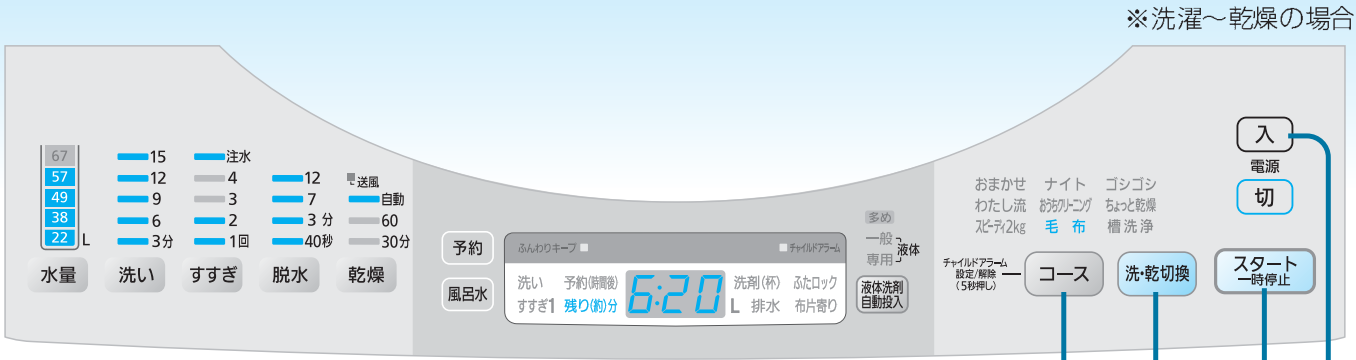 ※洗濯～乾燥の場合
67
57
49
38
22 L
水量
15
12
9
6
3分
洗い
注水
4
3
2
1回
すすぎ
12
7
3分
40秒
脱水
送風
自動
60
30分
乾燥
予約
風呂水
ふんわりキープ チャイルドアラーム
洗い 予約(時間後) 6:20 洗剤(杯) ふたロック
すすぎ1 残り(約)分 L 排水 布片寄り
多め
一般
専用
液体
液体洗剤
自動投入
おまかせ ナイト ゴシゴシ
わたし流 おうちクリーニング ちょっと乾燥
スピーディ2kg 毛布 槽洗浄
チャイルドアラーム
設定/解除
(5秒押し)
コース
洗・乾切換
入
電源
切
スタート
一時停止